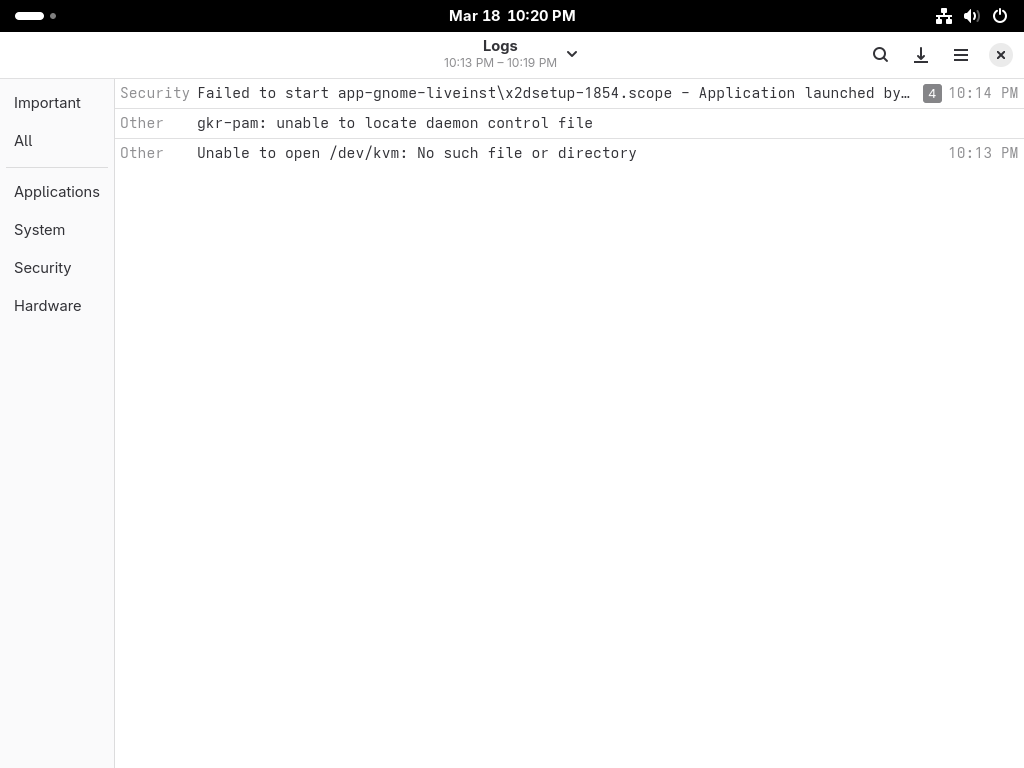 Mar 18 10:20 PM
Logs
10:13 PM – 10:19 PM
Important
All
Applications
System
Security
Hardware
Security Failed to start app-gnome-liveinst\x2dsetup-1854.scope - Application launched by… 4 10:14 PM
Other gkr-pam: unable to locate daemon control file
Other Unable to open /dev/kvm: No such file or directory 10:13 PM